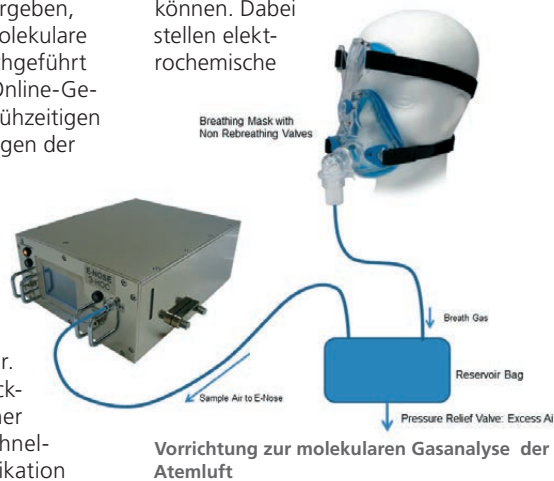 rgeben,
olekulare
chgeführt
Online-Ge-
ühzeitigen
gen der
r.
ck-
ner
hnel-
ikation
können. Dabei
stellen elekt-
rochemische
Breathing Mask with
Non Rebreathing Valves
E-NOSE
Breath Gas
Reservoir Bag
Sample Air to E-Nose
Pressure Relief Valve: Excess Ai
Vorrichtung zur molekularen Gasanalyse der
Atemluft